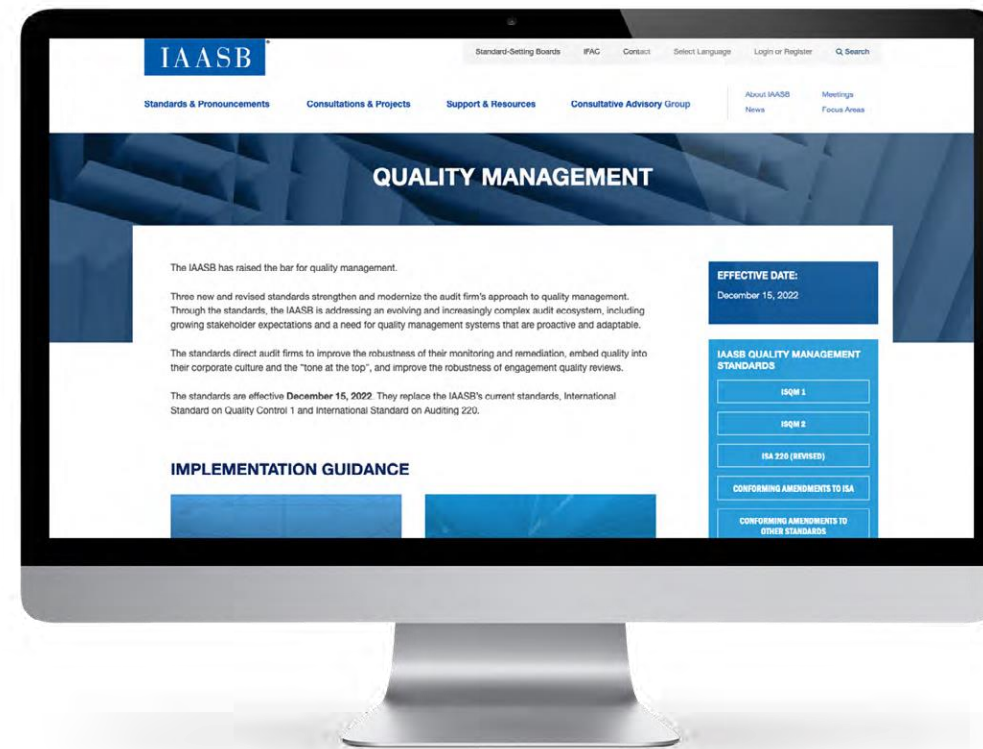 IAASB
Standard-Setting Boards IFAC Contact Select Language Login or Register Search
Standards & Pronouncements Consultations & Projects Support & Resources Consultative Advisory Group
About IAASB Meetings
News Focus Areas
QUALITY MANAGEMENT
The IAASB has raised the bar for quality management.
Three new and revised standards strengthen and modernize the audit firm's approach to quality management.
Through the standards, the IAASB is addressing an evolving and increasingly complex audit ecosystem, including
growing stakeholder expectations and a need for quality management systems that are proactive and adaptable.
The standards direct audit firms to improve the robustness of their monitoring and remediation, embed quality into
their corporate culture and the "tone at the top", and improve the robustness of engagement quality reviews.
The standards are effective December 15, 2022. They replace the IAASB's current standards, International
Standard on Quality Control 1 and International Standard on Auditing 220.
IMPLEMENTATION GUIDANCE
EFFECTIVE DATE:
December 15, 2022
IAASB QUALITY MANAGEMENT
STANDARDS
ISQM 1
ISQM 2
ISA 220 (REVISED)
CONFORMING AMENDMENTS TO ISA
CONFORMING AMENDMENTS TO
OTHER STANDARDS